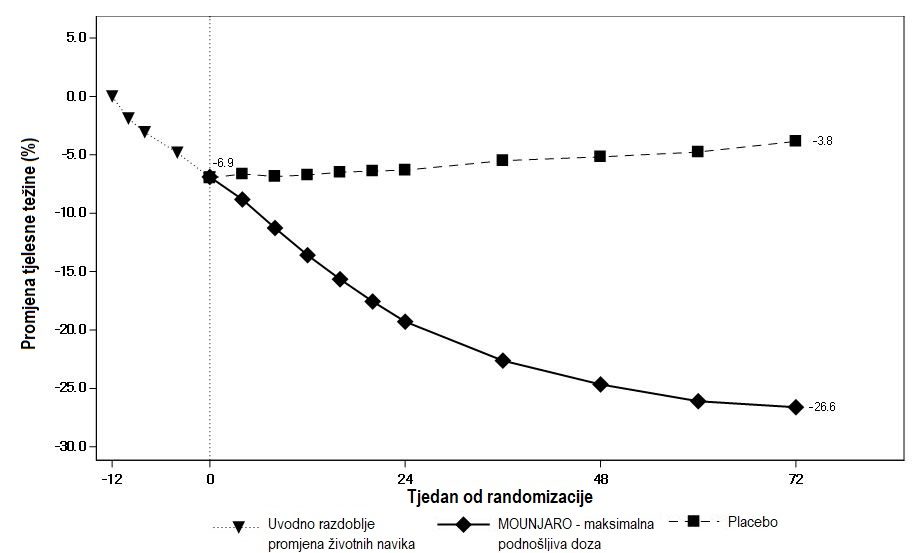 5.0
0.0
-5.0
-10.0
-15.0
-20.0
-25.0
-30.0
Promjena tjelesne težine (%)
-6.9
-3.8
-26.6
-12 0 24 48 72
Tjedan od randomizacije
Uvodno razdoblje
promjena životnih navika
MOUNJARO - maksimalna
podnošljiva doza
Placebo